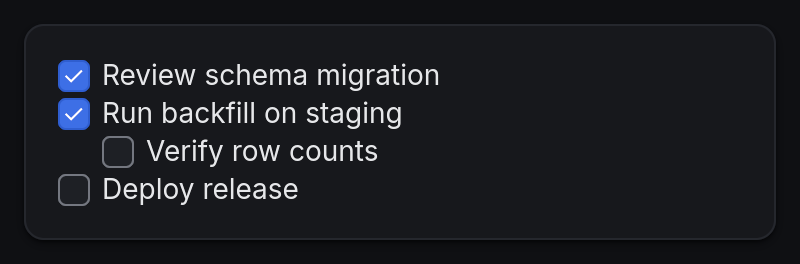 Review schema migration
Run backfill on staging
Verify row counts
Deploy release